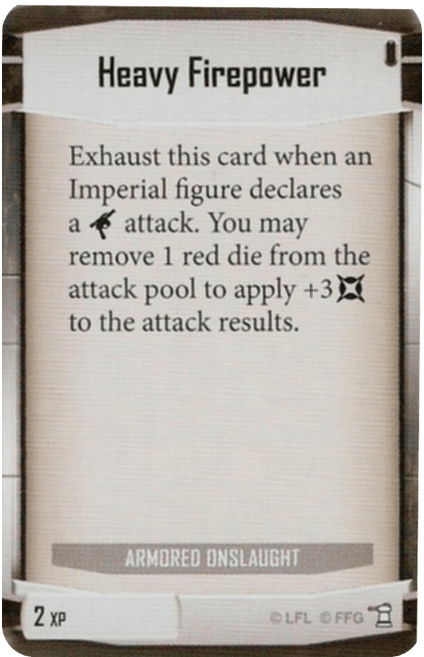 Heavy Firepower
Exhaust this card when an
Imperial figure declares
a attack. You may
remove 1 red die from the
attack pool to apply +3
to the attack results.
ARMORED ONSLAUGHT
2 XP
© LFL © FFG